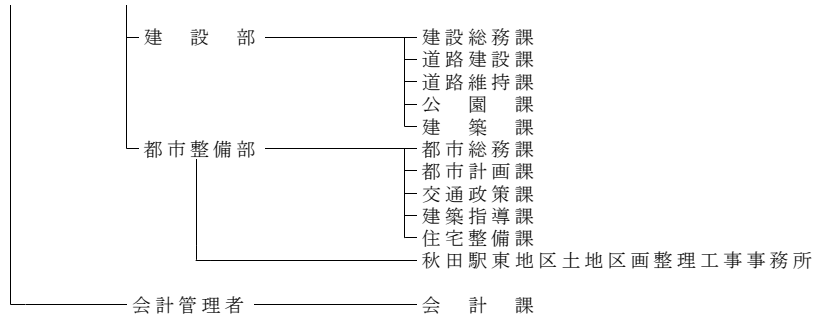 建設部 建設総務課
道路建設課
道路維持課
公園課
建築課
都市整備部 都市総務課
都市計画課
交通政策課
建築指導課
住宅整備課
秋田駅東地区土地区画整理工事事務所
会計管理者 会計課